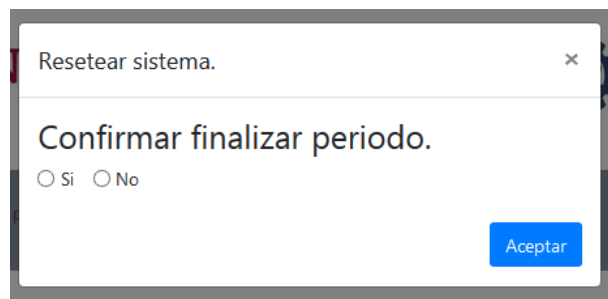 Resetear sistema.
×
Confirmar finalizar periodo.
Si No
Aceptar